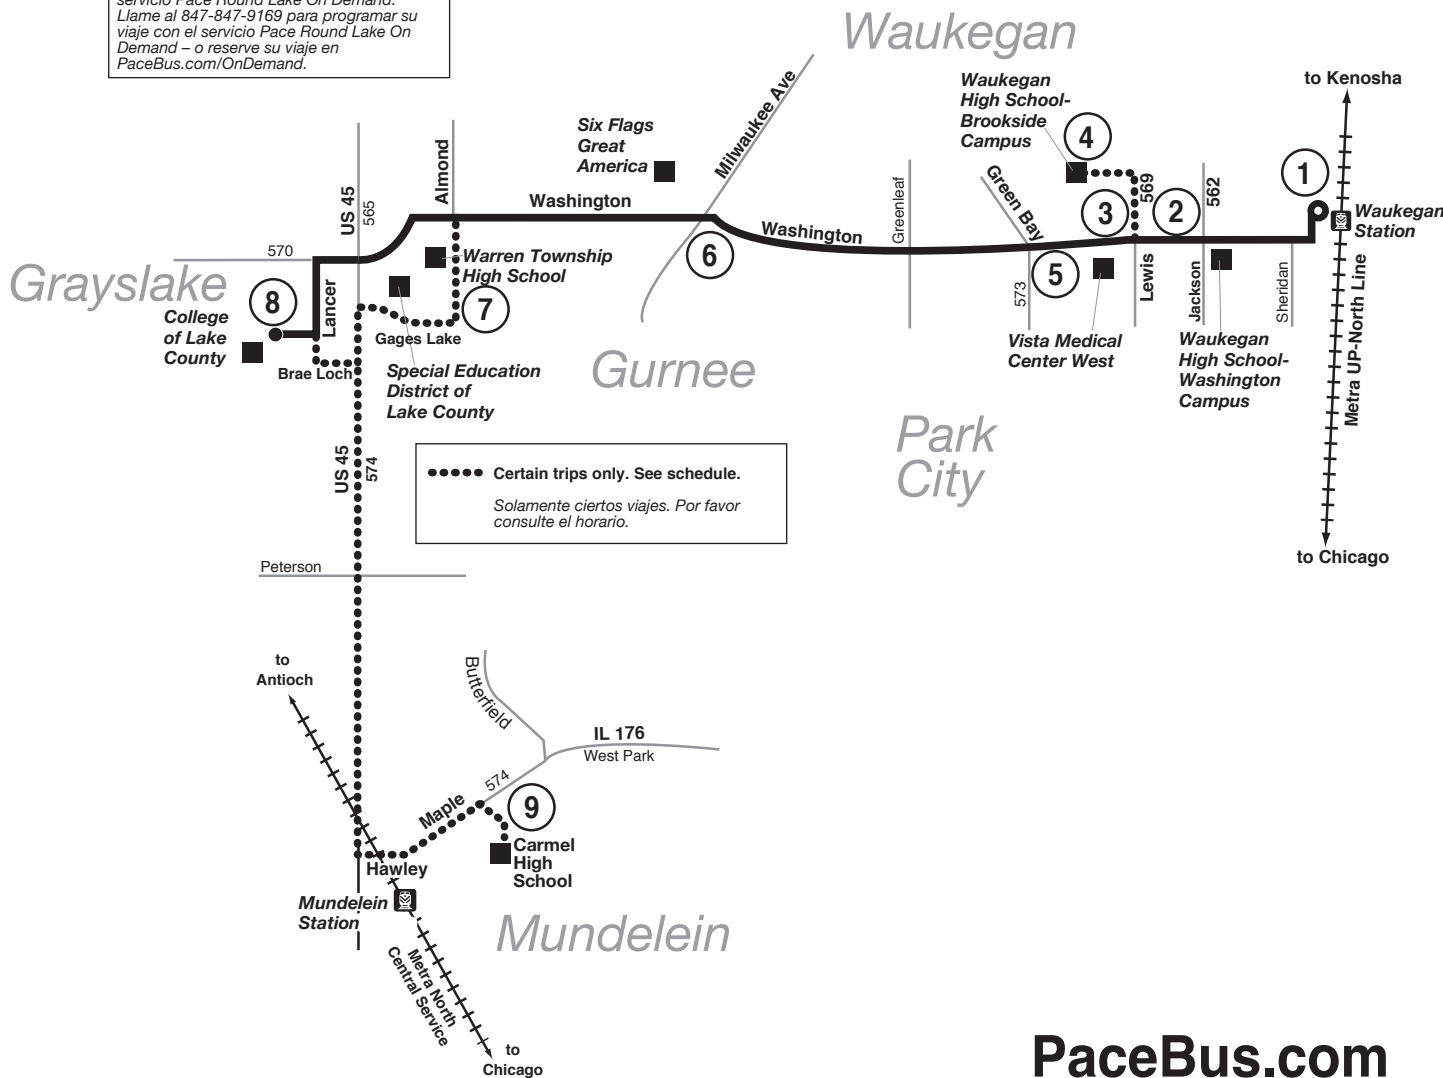 servicio Pace Round Lake On Demand.
Llame al 847-847-9169 para programar su
viaje con el servicio Pace Round Lake On
Demand – o reserve su viaje en
PaceBus.com/OnDemand.
Waukegan
to Kenosha
Waukegan
High School-
Brookside
Campus
4
Six Flags
Great
America
Milwaukee Ave
1
US 45
565
Almond
Washington
Greenleaf
Green Bay
3
569
2
562
Waukegan
Station
Washington
6
5
570
Grayslake
Warren Township
High School
8
Lancer
7
College
of Lake
County
Gages Lake
Brae Loch
Special Education
District of
Lake County
Gurnee
573
Lewis
Jackson
Sheridan
Vista Medical
Center West
Waukegan
High School-
Washington
Campus
Metra UP-North Line
Park
City
US 45
574
Certain trips only. See schedule.
Solamente ciertos viajes. Por favor
consulte el horario.
to Chicago
Peterson
to
Antioch
Butterfield
IL 176
West Park
574
Maple
9
Carmel
High
School
Hawley
Mundelein
Station
Mundelein
Metra North
Central Service
to
Chicago
PaceBus.com